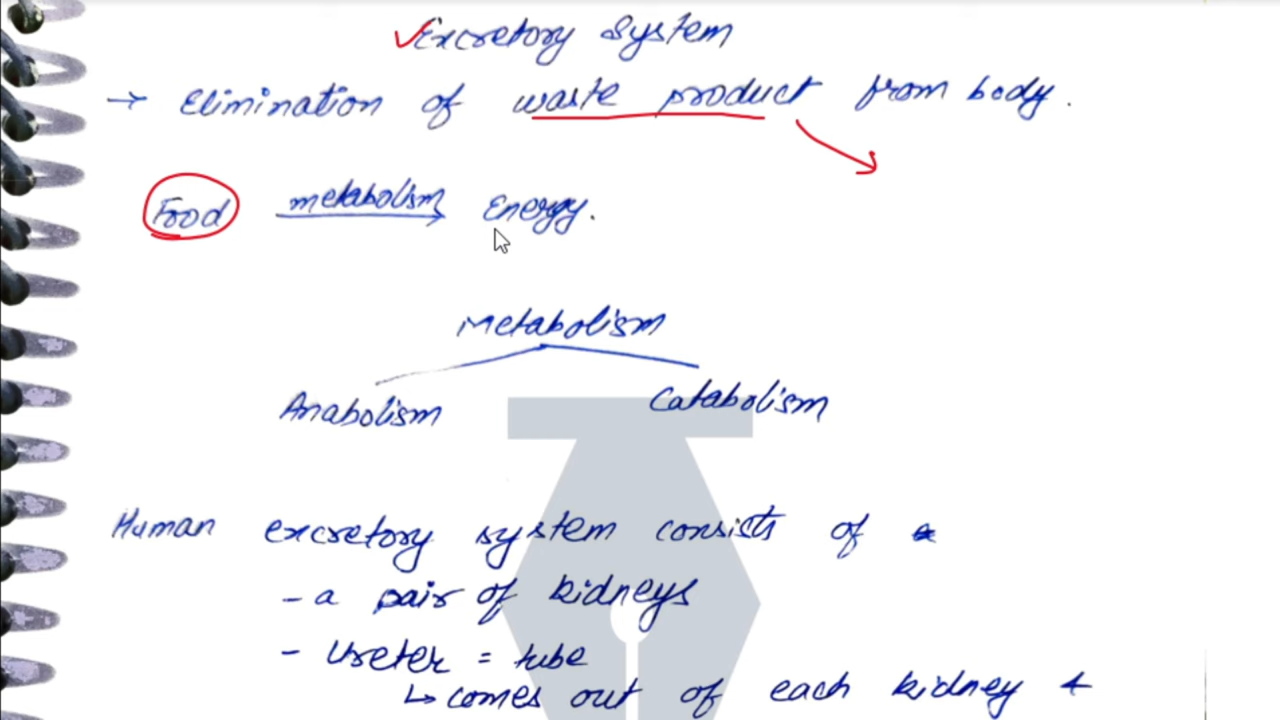 Excretory System
→ Elimination of waste product from body.
Food metabolism Energy.
Metabolism
Anabolism Catabolism
Human excretory system consists of
- a pair of kidneys
- Ureter = tube
↳ comes out of each kidney +